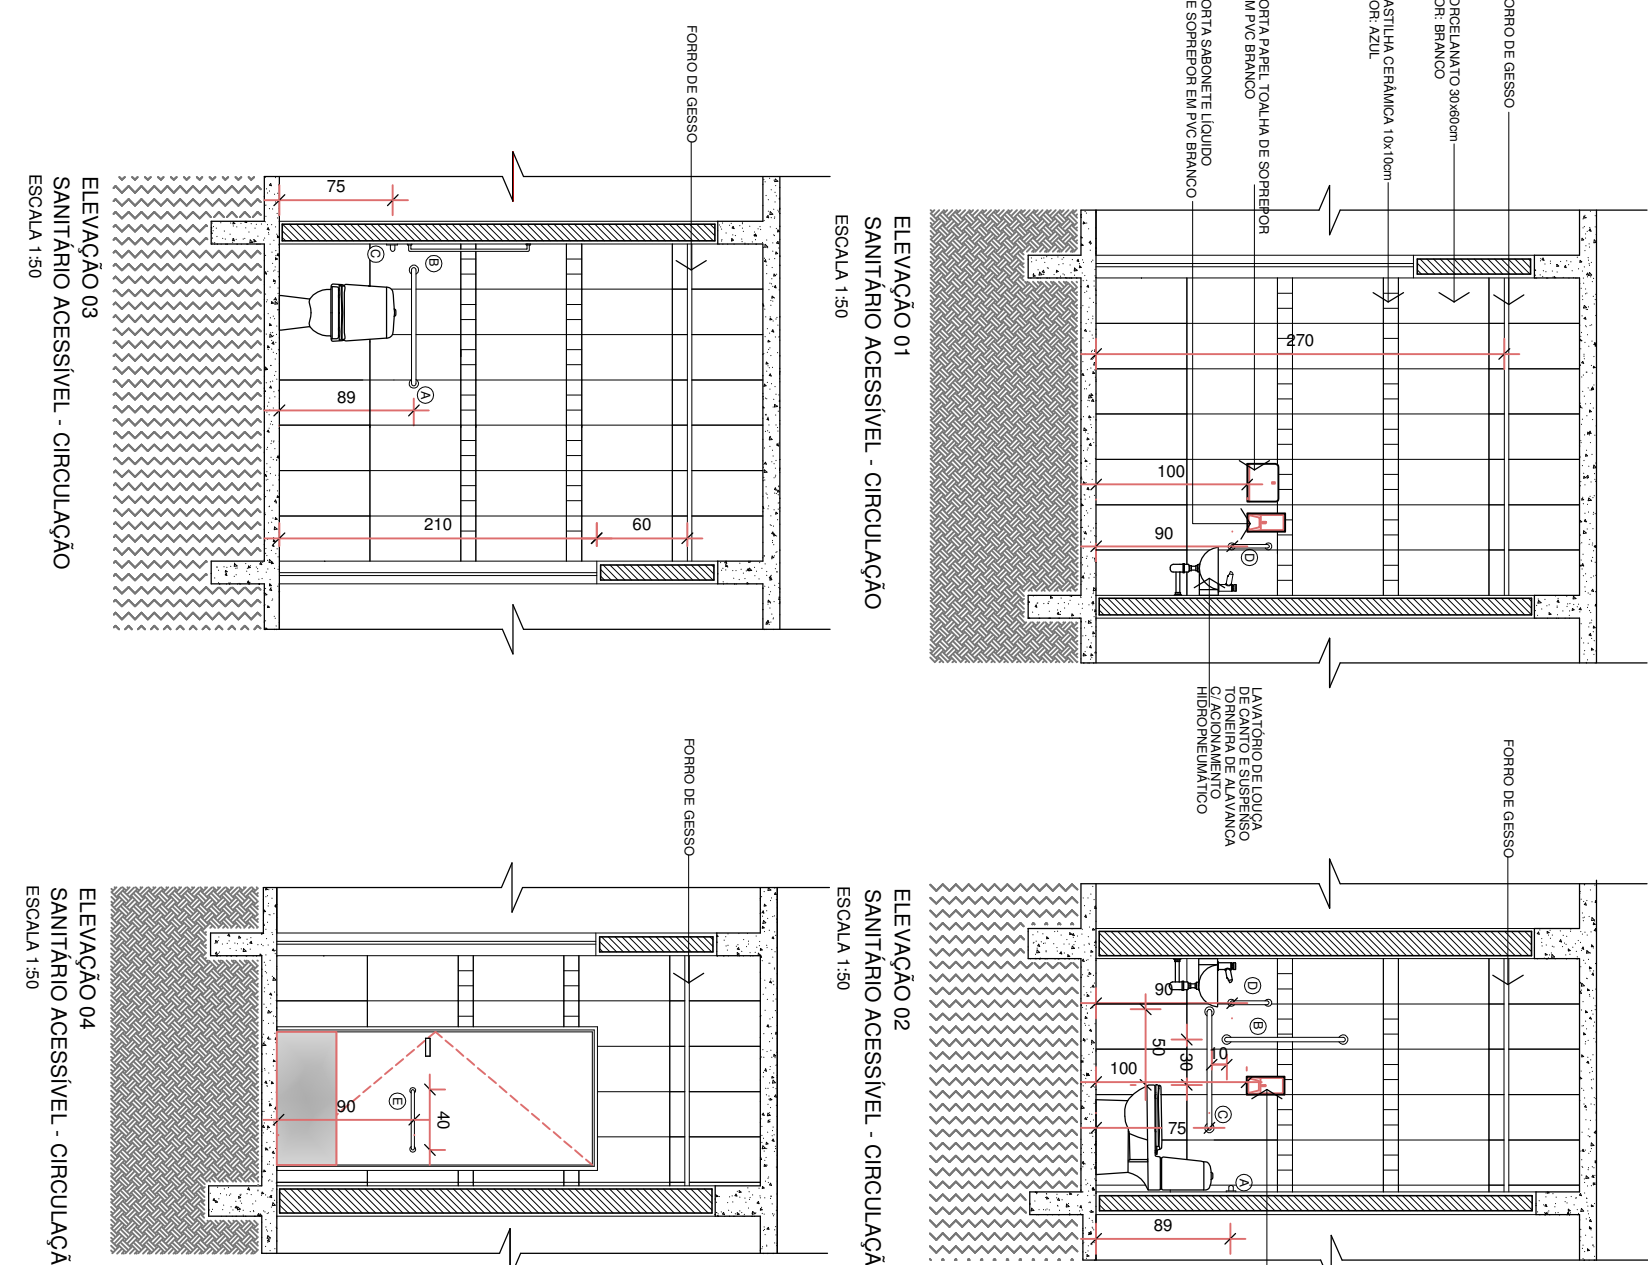 ORRO DE GESSO
ORCELANATO 30x60cm
OR: BRANCO
ASTILHA CERÂMICA 10x10cm
OR: AZUL
ORTA PAPEL TOALHA DE SOPREPOR
M PVC BRANCO
ORTA SABONETE LÍQUIDO
E SOPREPOR EM PVC BRANCO
270
100
90
D
LAVATÓRIO DE LOUÇA
DE CANTO E SUSPENSO
TORNEIRA DE ALAVANCA
C/ ACIONAMENTO
HIDROPNEUMÁTICO
ELEVAÇÃO 01
SANITÁRIO ACESSÍVEL - CIRCULAÇÃO
ESCALA 1:50
FORRO DE GESSO
90
D
B
50
30
10
100
C
75
A
89
ELEVAÇÃO 02
SANITÁRIO ACESSÍVEL - CIRCULAÇÃ
ESCALA 1:50
FORRO DE GESSO
75
C
B
A
89
210
60
ELEVAÇÃO 03
SANITÁRIO ACESSÍVEL - CIRCULAÇÃO
ESCALA 1:50
FORRO DE GESSO
E
90
40
ELEVAÇÃO 04
SANITÁRIO ACESSÍVEL - CIRCULAÇÃ
ESCALA 1:50